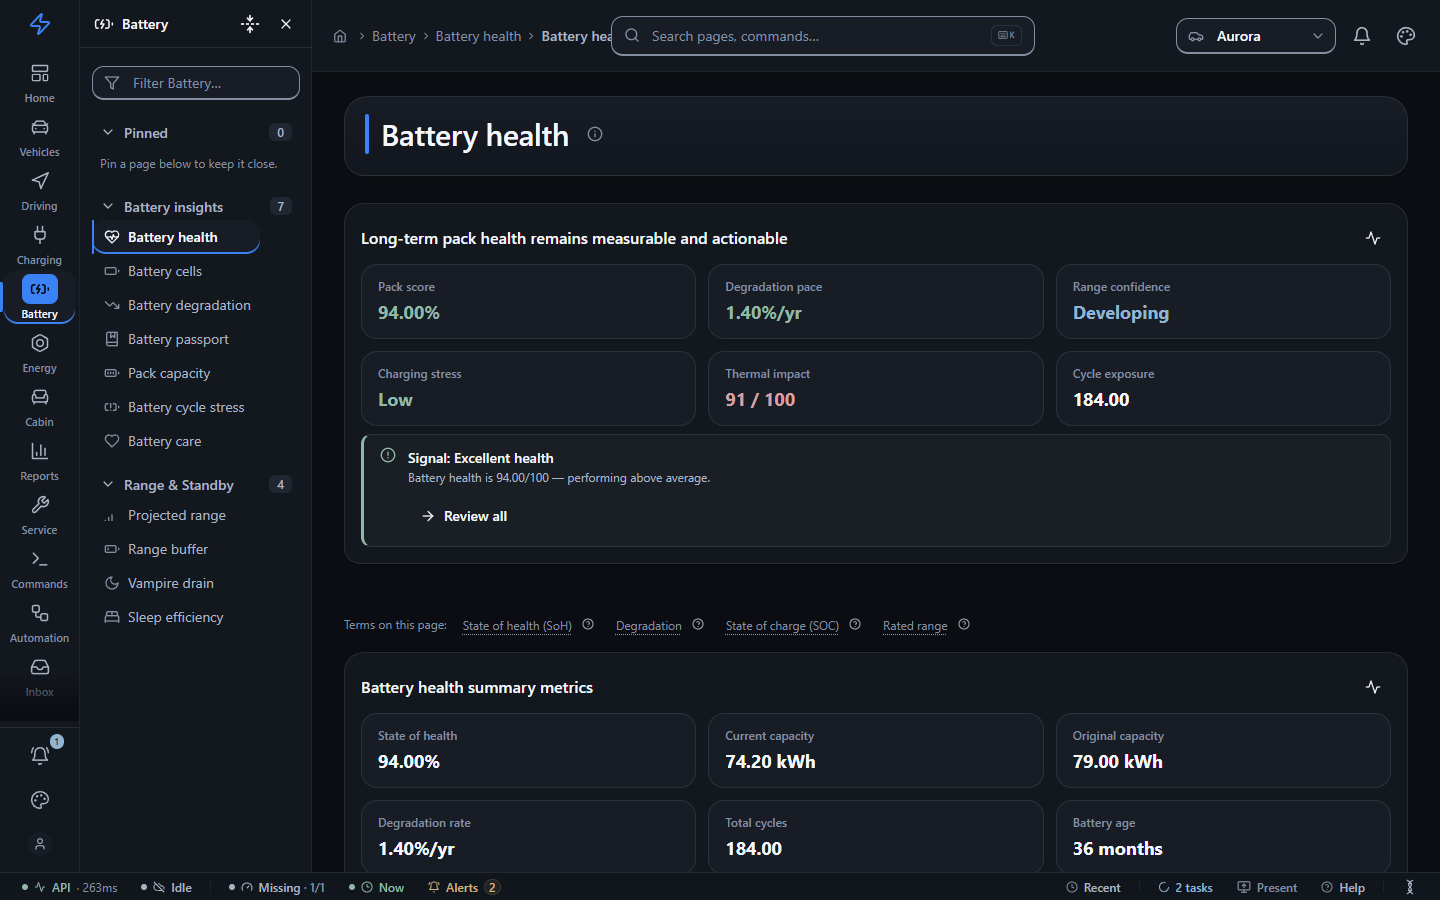 Battery
Home
Vehicles
Driving
Charging
Battery
Energy
Cabin
Reports
Service
Commands
Automation
Inbox
1
Filter Battery...
Pinned 0
Pin a page below to keep it close.
Battery insights 7
Battery health
Battery cells
Battery degradation
Battery passport
Pack capacity
Battery cycle stress
Battery care
Range & Standby 4
Projected range
Range buffer
Vampire drain
Sleep efficiency
Battery > Battery health >
Search pages, commands... K
Aurora
Battery health
Long-term pack health remains measurable and actionable
Pack score
94.00%
Degradation pace
1.40%/yr
Range confidence
Developing
Charging stress
Low
Thermal impact
91 / 100
Cycle exposure
184.00
Signal: Excellent health
Battery health is 94.00/100 — performing above average.
Review all
Terms on this page: State of health (SoH) Degradation State of charge (SOC) Rated range
Battery health summary metrics
State of health
94.00%
Current capacity
74.20 kWh
Original capacity
79.00 kWh
Degradation rate
1.40%/yr
Total cycles
184.00
Battery age
36 months
API · 263ms Idle Missing · 1/1 Now Alerts 2 Recent 2 tasks Present Help